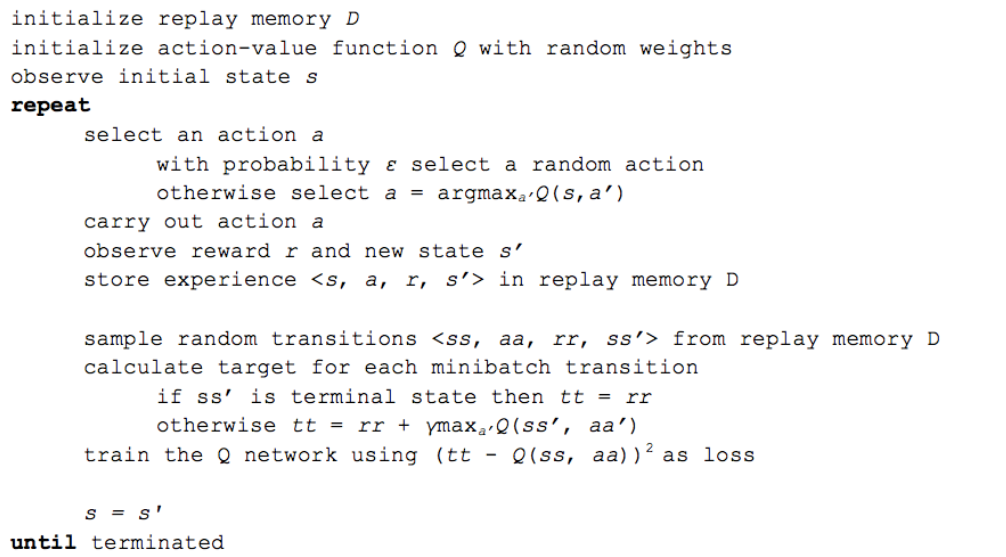 initialize replay memory D
initialize action-value function Q with random weights
observe initial state s
repeat
select an action a
with probability ε select a random action
otherwise select a = argmaxₐ′Q(s,a′)
carry out action a
observe reward r and new state s′
store experience <s, a, r, s′> in replay memory D
sample random transitions <ss, aa, rr, ss′> from replay memory D
calculate target for each minibatch transition
if ss′ is terminal state then tt = rr
otherwise tt = rr + γmaxₐ′Q(ss′, aa′)
train the Q network using (tt - Q(ss, aa))² as loss
s = s'
until terminated